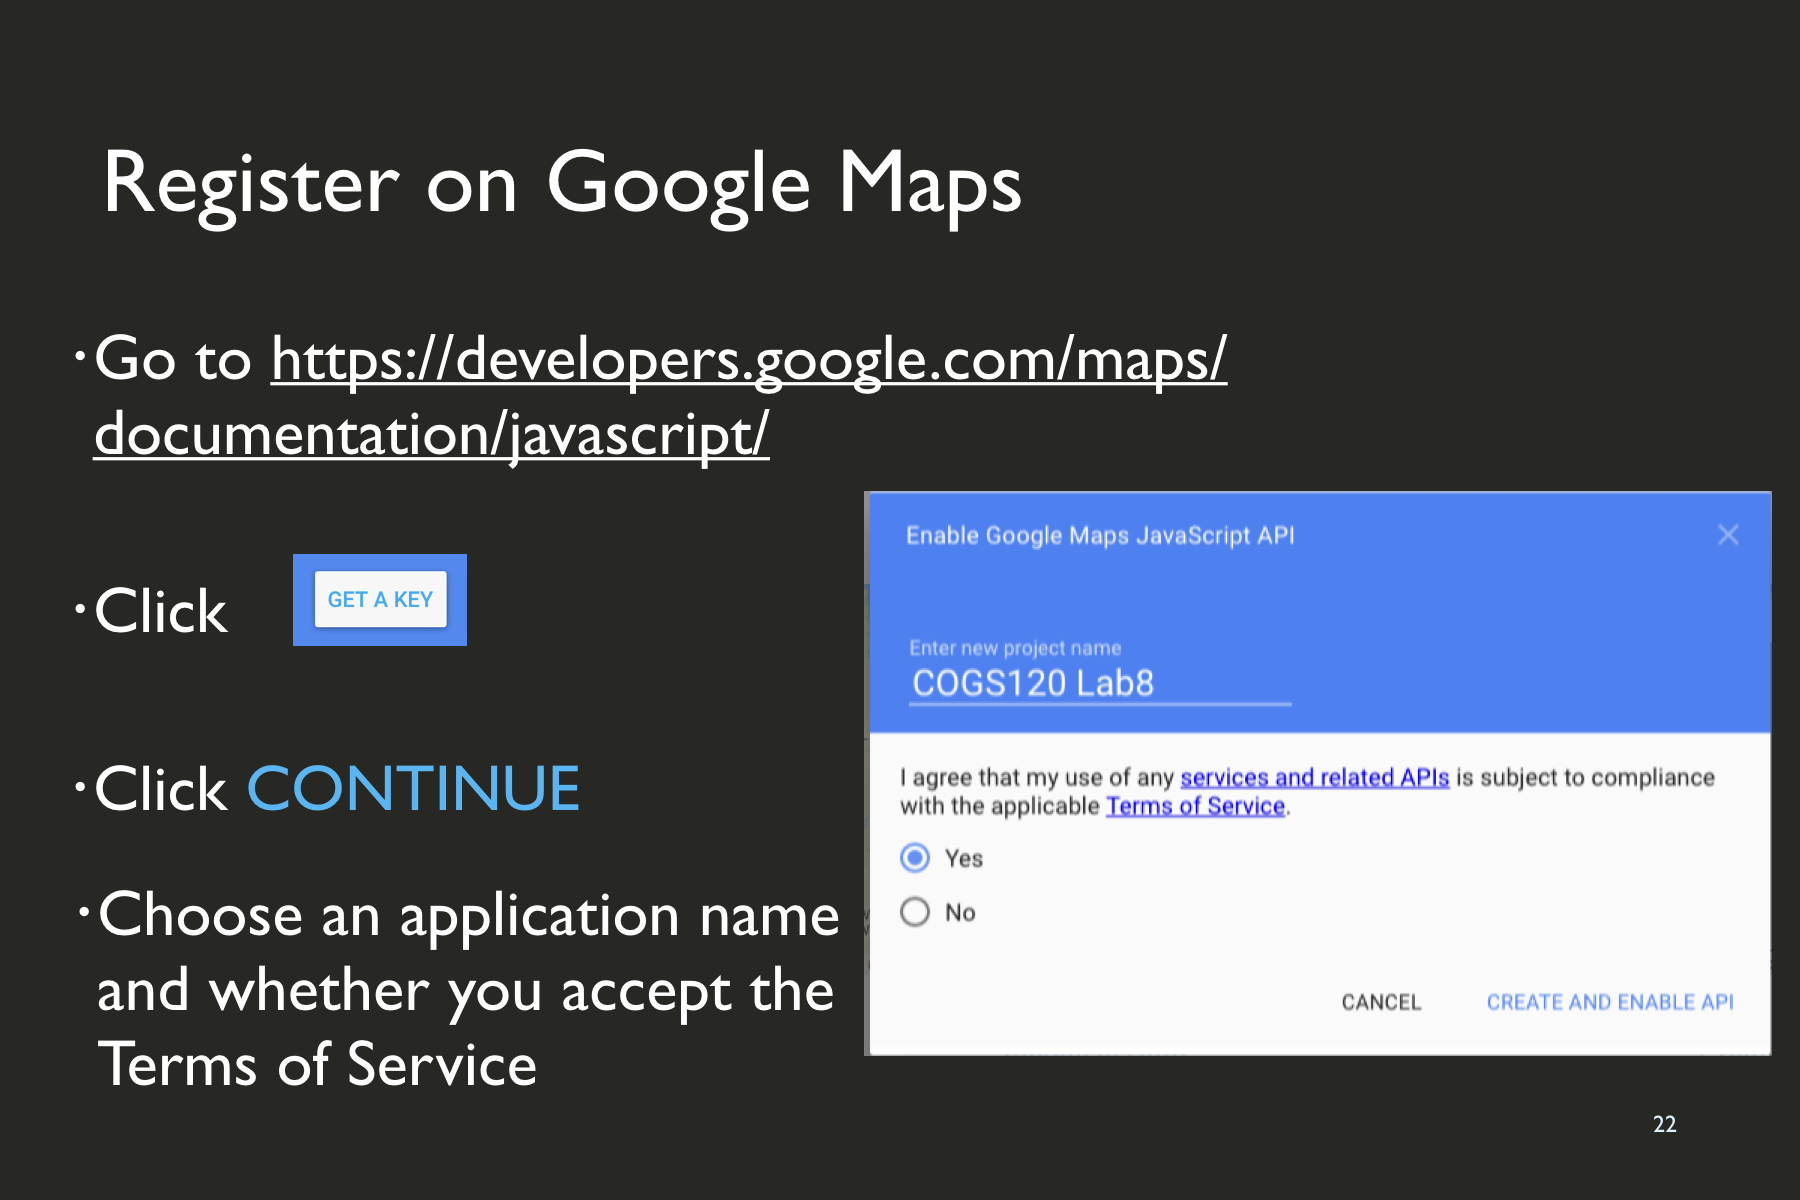 Register on Google Maps
• Go to https://developers.google.com/maps/
documentation/javascript/
• Click GET A KEY
• Click CONTINUE
• Choose an application name
and whether you accept the
Terms of Service
Enable Google Maps JavaScript API
Enter new project name
COGS120 Lab8
I agree that my use of any services and related APIs is subject to compliance
with the applicable Terms of Service.
Yes
No
CANCEL CREATE AND ENABLE API
22